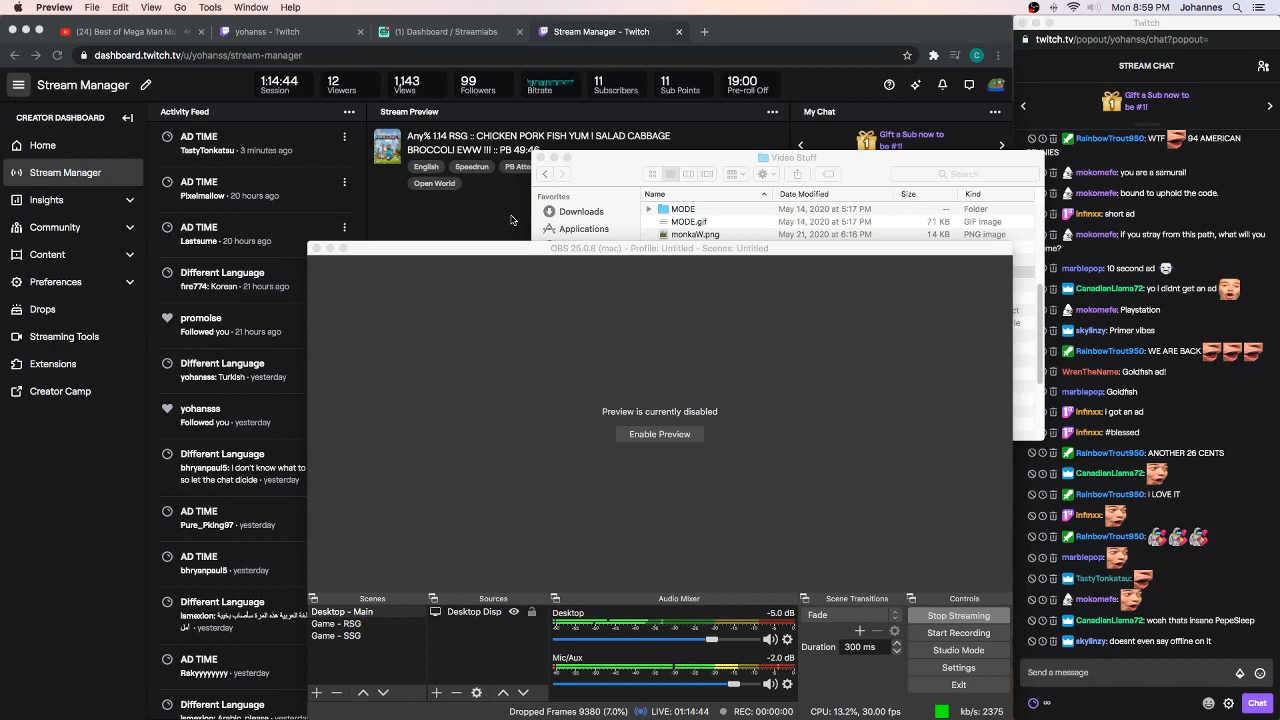 Preview File Edit View Go Tools Window Help
Mon 8:59 PM Johannes
(24) Best of Mega Man Mu
yohanss - Twitch
(1) Dashboard / Streamlabs
Stream Manager - Twitch
dashboard.twitch.tv/u/yohanss/stream-manager
C
Stream Manager
1:14:44
Session
12
Viewers
1,143
Views
99
Followers
Bitrate
11
Subscribers
11
Sub Points
19:00
Pre-roll Off
CREATOR DASHBOARD
Home
Stream Manager
Insights
Community
Content
Preferences
Drops
Streaming Tools
Extensions
Creator Camp
Activity Feed
AD TIME
TastyTonkatsu · 3 minutes ago
AD TIME
Pixelmallow · 20 hours ago
AD TIME
Lastsume · 20 hours ago
Different Language
fire774: Korean · 21 hours ago
promoise
Followed you · 21 hours ago
Different Language
yohansss: Turkish · yesterday
yohansss
Followed you · yesterday
Different Language
bhryanpaul5: I don't know what to
so let the chat dicide · yesterday
AD TIME
Pure_Pking97 · yesterday
AD TIME
bhryanpaul5 · yesterday
Different Language
AD TIME
Rakyyyyyyy · yesterday
Different Language
Stream Preview
Any% 1.14 RSG :: CHICKEN PORK FISH YUM ! SALAD CABBAGE
BROCCOLI EWW !!! :: PB 49:46
English Speedrun PB Atte
Open World
My Chat
Gift a Sub now to
be #1!
Video Stuff
Search
Favorites
Downloads
Applications
Name Date Modified Size Kind
MODE May 14, 2020 at 5:17 PM -- Folder
MODE.gif May 14, 2020 at 5:17 PM 71 KB GIF image
monkaW.png May 21, 2020 at 6:16 PM 14 KB PNG image
OBS 25.0.8 (mac) - Profile: Untitled - Scenes: Untitled
Preview is currently disabled
Enable Preview
Scenes
Desktop - Main
Game - RSG
Game - SSG
Sources
Desktop Displ
Audio Mixer
Desktop -5.0 dB
Mic/Aux -2.0 dB
Scene Transitions
Fade
Duration 300 ms
Controls
Stop Streaming
Start Recording
Studio Mode
Settings
Exit
Dropped Frames 9380 (7.0%) LIVE: 01:14:44 REC: 00:00:00 CPU: 13.2%, 30.00 fps kb/s: 2375
Twitch
twitch.tv/popout/yohanss/chat?popout=
STREAM CHAT
Gift a Sub now to
be #1!
RainbowTrout950: WTF 94 AMERICAN
mokomefe: you are a semurai!
mokomefe: bound to uphold the code.
mokomefe: if you stray from this path, what will you
marblepop: 10 second ad
CanadianLlama72: yo I didnt get an ad
mokomefe: Playstation
skylinzy: Primer vibes
RainbowTrout950: WE ARE BACK
WrenTheName: Goldfish ad!
marblepop: Goldfish
Infinxx: I got an ad
Infinxx: #blessed
RainbowTrout950: ANOTHER 26 CENTS
CanadianLlama72:
RainbowTrout950: I LOVE IT
Infinxx:
RainbowTrout950:
marblepop:
TastyTonkatsu:
mokomefe:
CanadianLlama72: woah thats insane PepeSleep
skylinzy: doesnt even say offline on it
Send a message
Chat